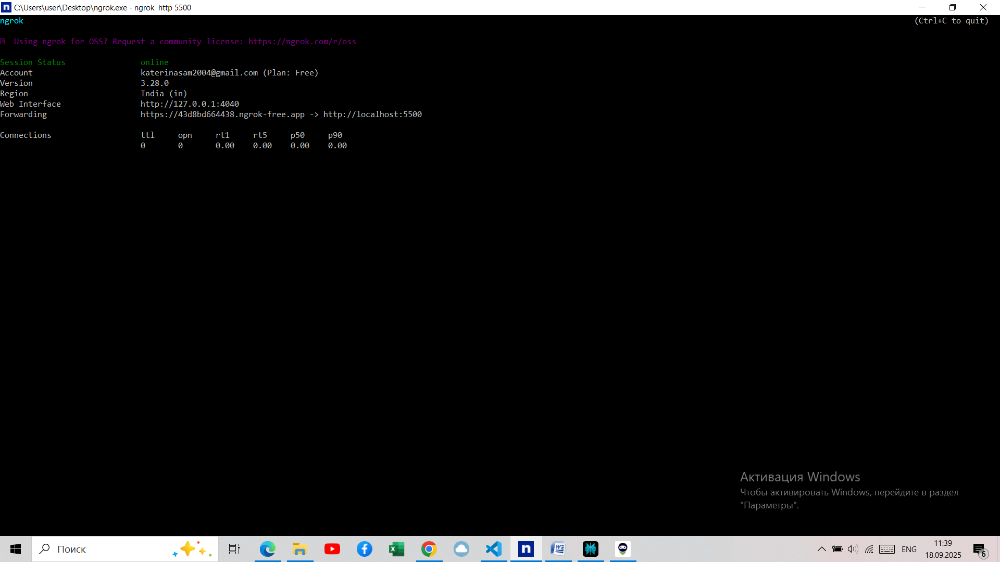 C:\Users\user\Desktop\ngrok.exe - ngrok  http 5500
ngrok (Ctrl+C to quit)
Using ngrok for OSS? Request a community license: https://ngrok.com/r/oss
Session Status online
Account katerinasam2004@gmail.com (Plan: Free)
Version 3.28.0
Region India (in)
Web Interface http://127.0.0.1:4040
Forwarding https://43d8bd664438.ngrok-free.app -> http://localhost:5500
Connections ttl opn rt1 rt5 p50 p90
0 0 0.00 0.00 0.00 0.00
Активация Windows
Чтобы активировать Windows, перейдите в раздел
"Параметры".
Поиск
ENG
11:39
18.09.2025
6